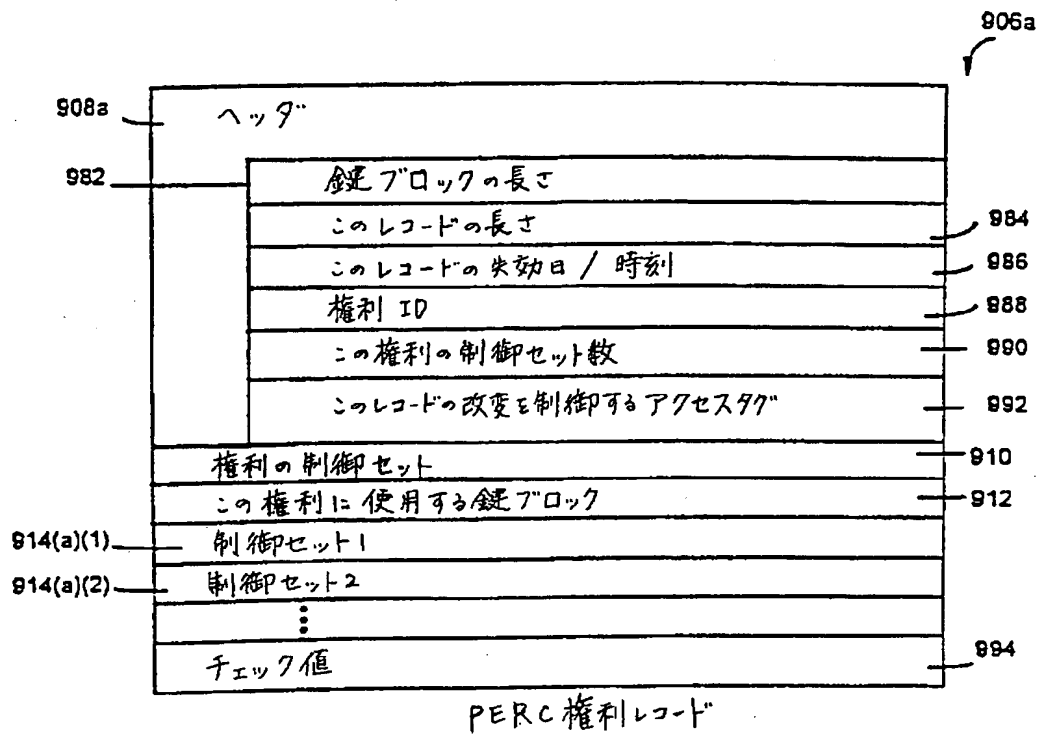 906a
908a ヘッダ
982 鍵ブロックの長さ
このレコードの長さ 984
このレコードの失効日 / 時刻 986
権利 ID 988
この権利の制御セット数 990
このレコードの改変を制御するアクセスタグ 992
権利の制御セット 910
この権利に使用する鍵ブロック 912
914(a)(1) 制御セット1
914(a)(2) 制御セット2
チェック値 994
PERC権利レコード